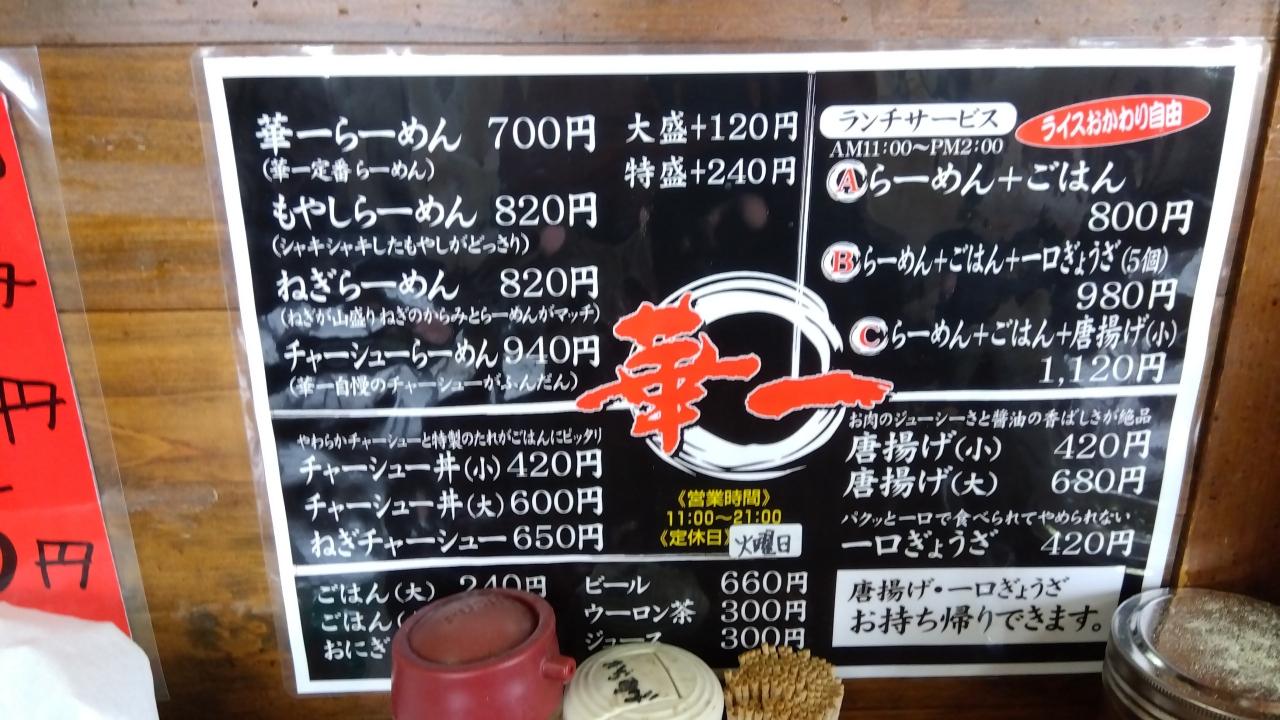 華一らーめん 700円
(華一定番らーめん)
もやしらーめん 820円
(シャキシャキしたもやしがどっさり)
ねぎらーめん 820円
(ねぎが山盛りねぎのからみとらーめんがマッチ)
チャーシューらーめん 940円
(華一自慢のチャーシューがふんだん)
大盛+120円
特盛+240円
ランチサービス
ライスおかわり自由
AM11:00〜PM2:00
Aらーめん+ごはん
800円
Bらーめん+ごはん+一口ぎょうざ(5個)
980円
Cらーめん+ごはん+唐揚げ(小)
1,120円
華一
やわらかチャーシューと特製のたれがごはんにピッタリ
チャーシュー丼(小) 420円
チャーシュー丼(大) 600円
ねぎチャーシュー 650円
《営業時間》
11:00〜21:00
《定休日 火曜日
お肉のジューシーさと醤油の香ばしさが絶品
唐揚げ(小) 420円
唐揚げ(大) 680円
パクッと一口で食べられてやめられない
一口ぎょうざ 420円
ごはん(大) 240円
ごはん(
おにぎ
ビール 660円
ウーロン茶 300円
ジュース 300円
唐揚げ・一口ぎょうざ
お持ち帰りできます。
円
円